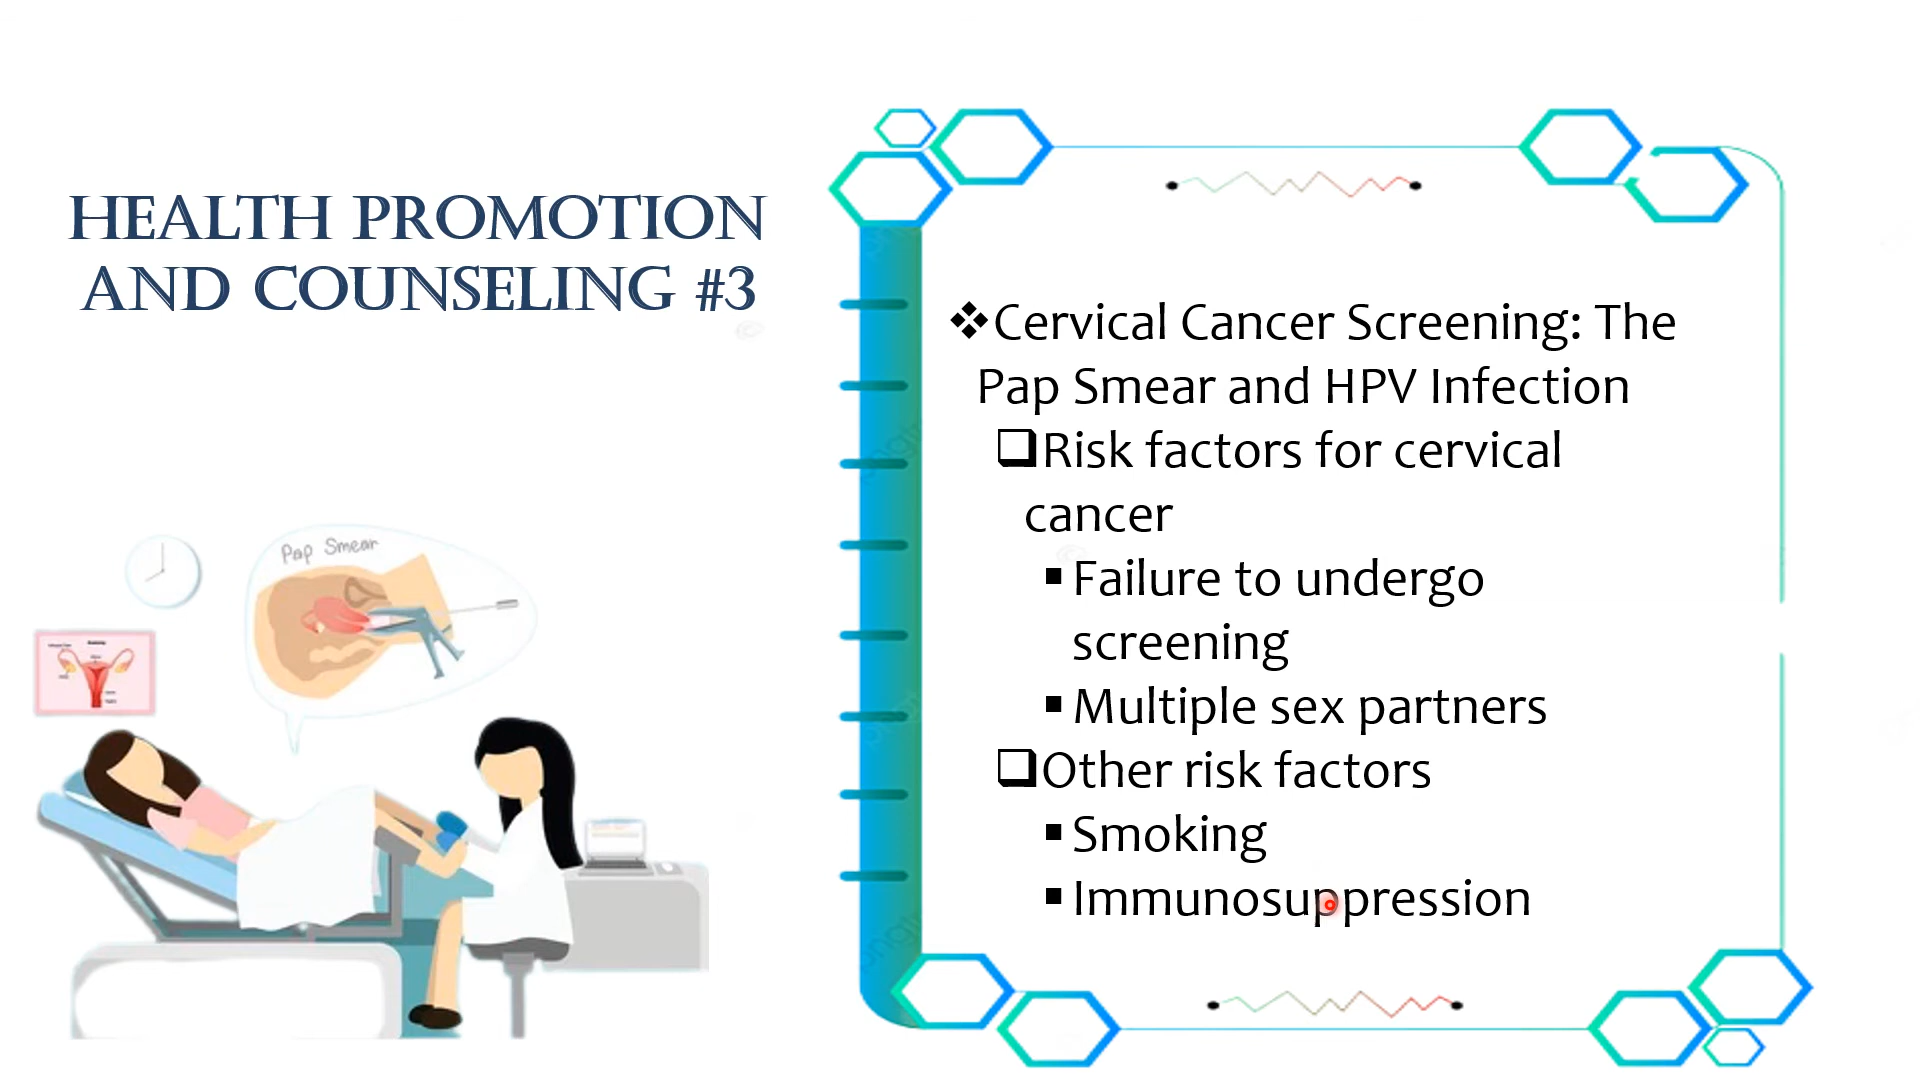 HEALTH PROMOTION
AND COUNSELING #3
Cervical Cancer Screening: The
Pap Smear and HPV Infection
Risk factors for cervical
cancer
Failure to undergo
screening
Multiple sex partners
Other risk factors
Smoking
Immunosuppression
Pap Smear